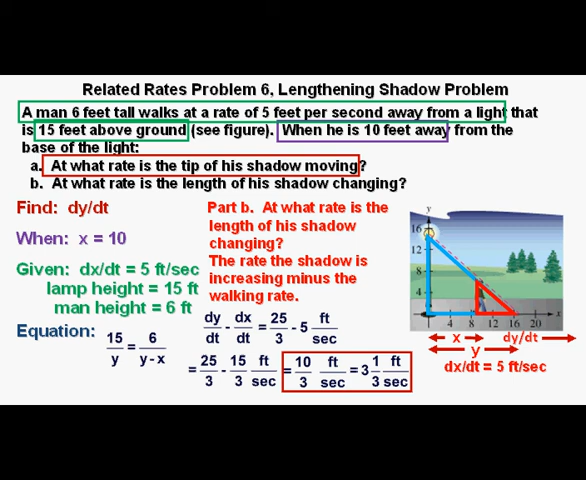 Related Rates Problem 6, Lengthening Shadow Problem
A man 6 feet tall walks at a rate of 5 feet per second away from a light that
is 15 feet above ground (see figure). When he is 10 feet away from the
base of the light:
a. At what rate is the tip of his shadow moving?
b. At what rate is the length of his shadow changing?
Find: dy/dt
When: x = 10
Given: dx/dt = 5 ft/sec
lamp height = 15 ft
man height = 6 ft
Equation:
15/y = 6/y-x
Part b. At what rate is the
length of his shadow
changing?
The rate the shadow is
increasing minus the
walking rate.
dy/dt - dx/dt = 25/3 - 5 ft/sec
= 25/3 - 15/3 ft/sec = 10/3 ft/sec = 3 1/3 ft/sec
y
16
12
8
4
4 8 12 16 20
x
x dy/dt
y
dx/dt = 5 ft/sec